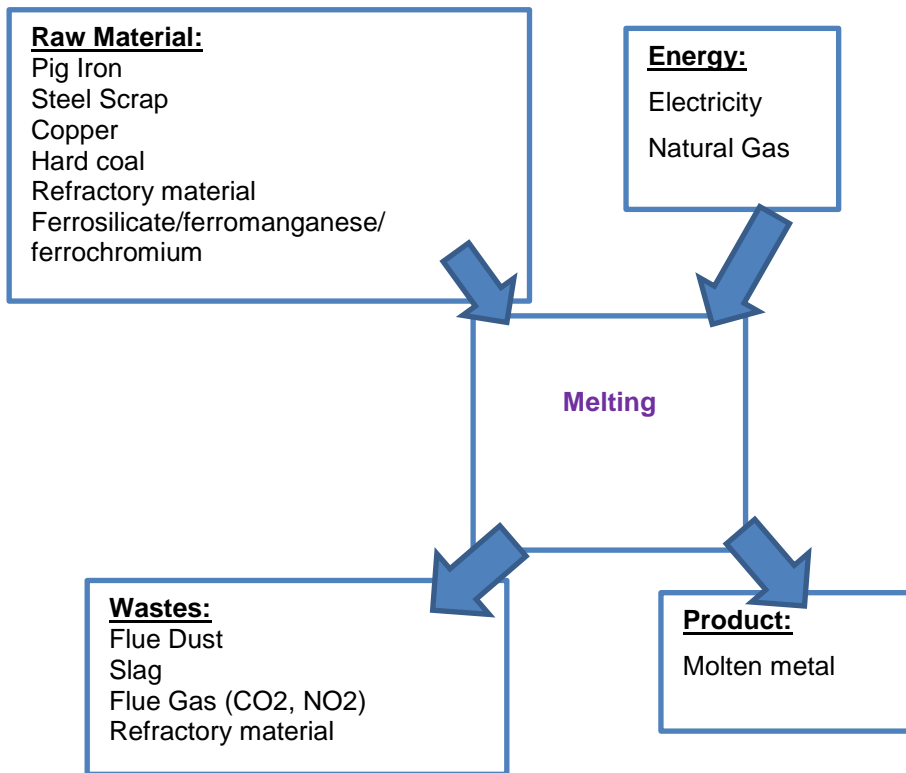 Raw Material:
Pig Iron
Steel Scrap
Copper
Hard coal
Refractory material
Ferrosilicate/ferromanganese/
ferrochromium
Energy:
Electricity
Natural Gas
Melting
Wastes:
Flue Dust
Slag
Flue Gas (CO2, NO2)
Refractory material
Product:
Molten metal